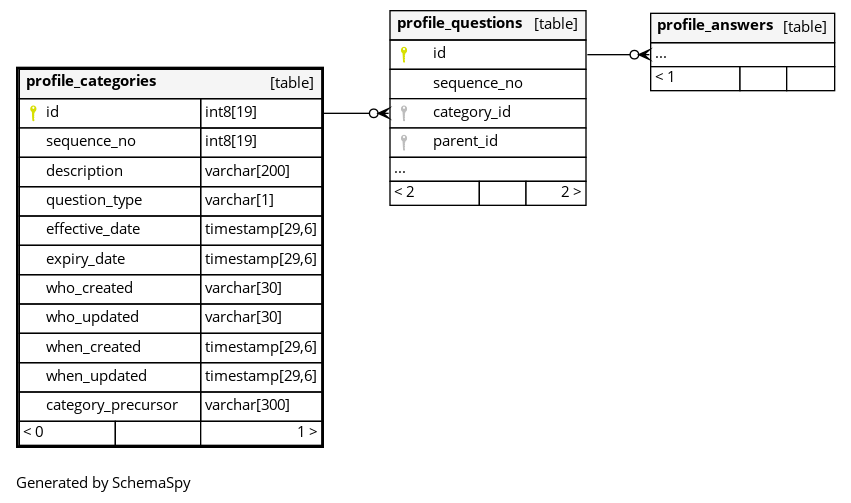 profile_categories [table]
id int8[19]
sequence_no int8[19]
description varchar[200]
question_type varchar[1]
effective_date timestamp[29,6]
expiry_date timestamp[29,6]
who_created varchar[30]
who_updated varchar[30]
when_created timestamp[29,6]
when_updated timestamp[29,6]
category_precursor varchar[300]
< 0 1 >
profile_questions [table]
id
sequence_no
category_id
parent_id
...
< 2 2 >
profile_answers [table]
...
< 1
Generated by SchemaSpy